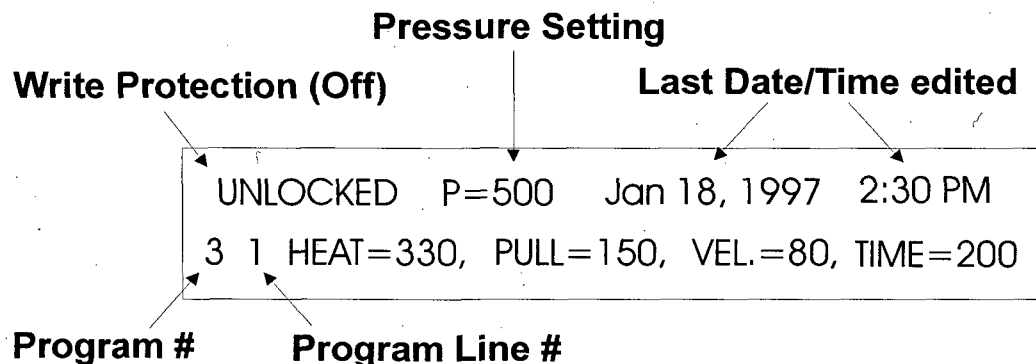 Pressure Setting
Write Protection (Off)
Last Date/Time edited
UNLOCKED P=500 Jan 18, 1997 2:30 PM
3 1 HEAT=330, PULL=150, VEL.=80, TIME=200
Program #
Program Line #